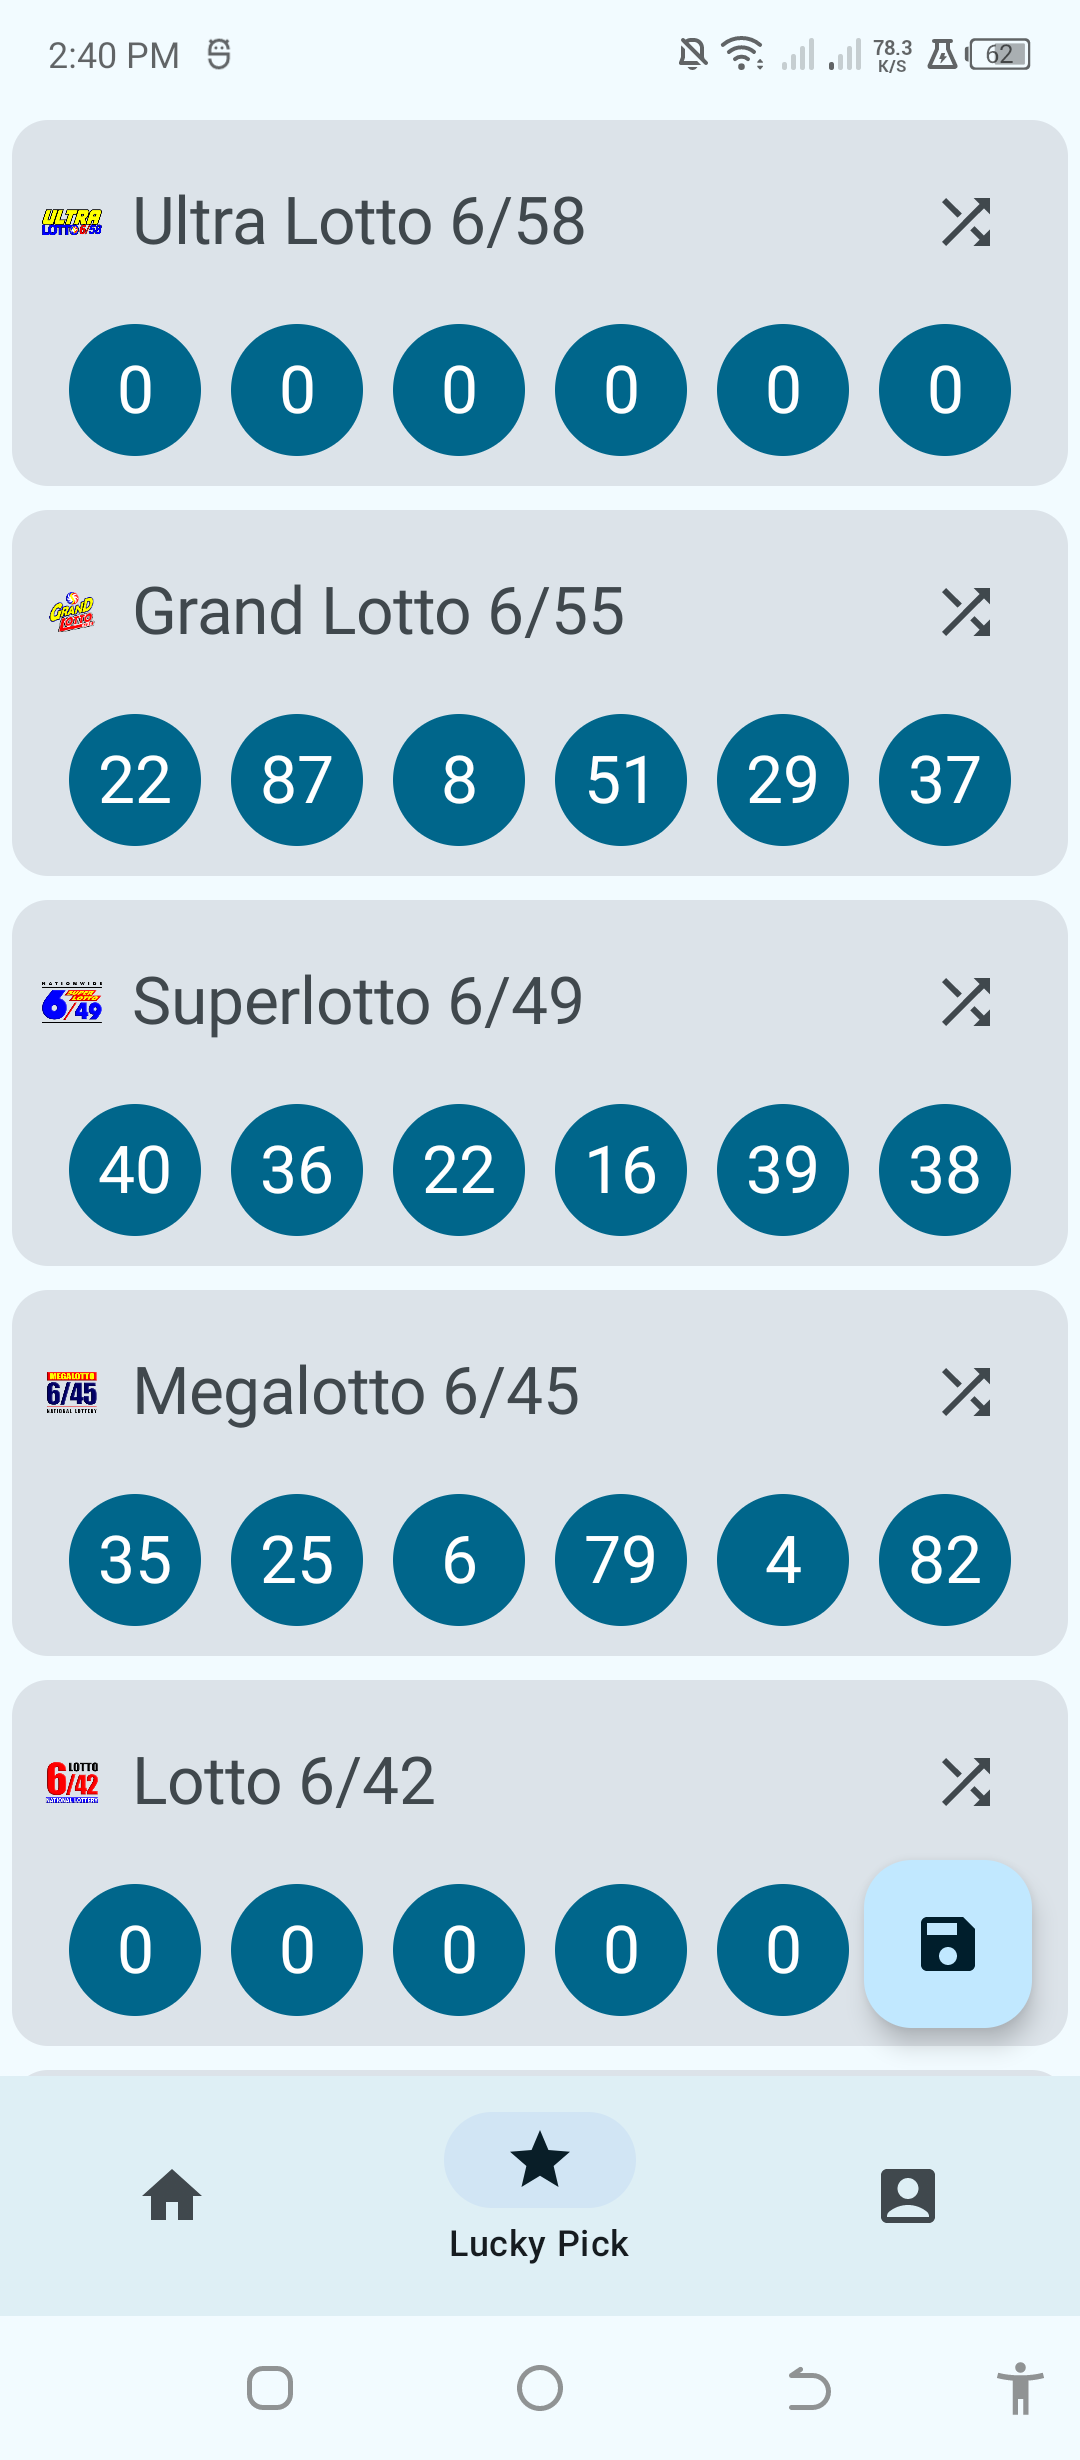 2:40 PM
78.3
K/S
62
ULTRA
LOTTO 6/58
Ultra Lotto 6/58
0 0 0 0 0 0
GRAND
LOTTO
Grand Lotto 6/55
22 87 8 51 29 37
NATIONWIDE
SUPER
LOTTO
6/49
Superlotto 6/49
40 36 22 16 39 38
MEGALOTTO
6/45
NATIONAL LOTTERY
Megalotto 6/45
35 25 6 79 4 82
LOTTO
6/42
NATIONAL LOTTERY
Lotto 6/42
0 0 0 0 0
Lucky Pick